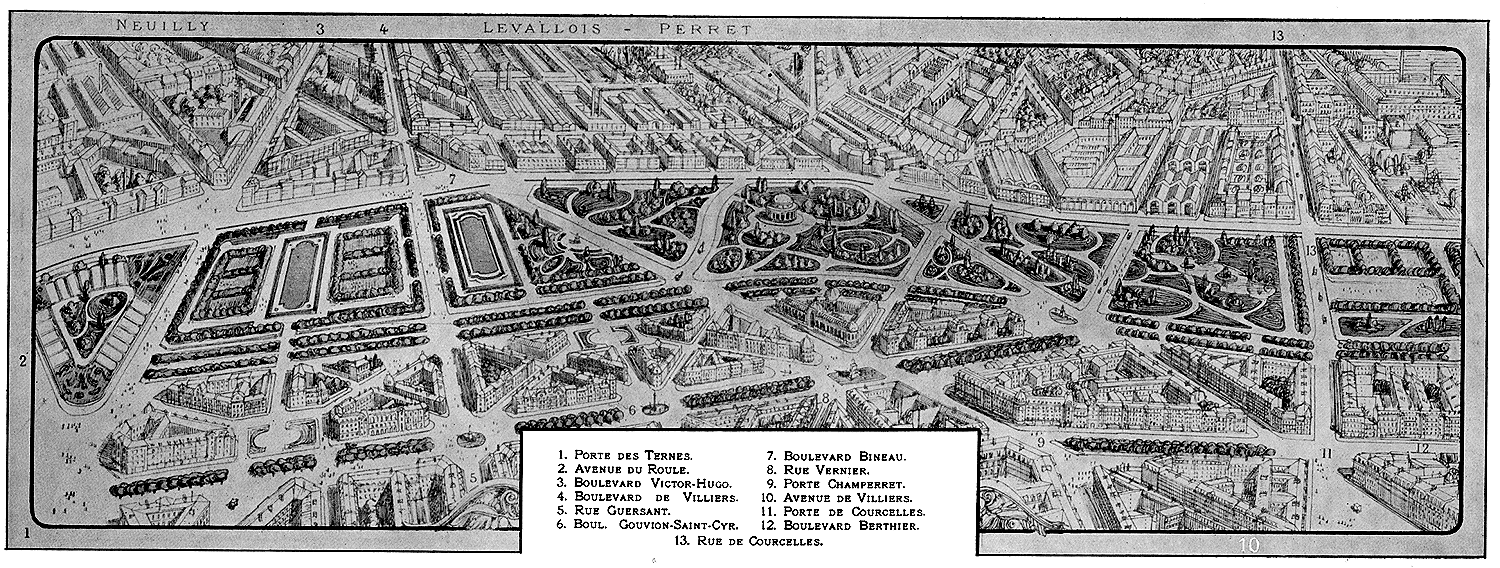 NEUILLY 3 4 LEVALLOIS - PERRET 13
7
13
2
6 8
9 11 12
5
1. PORTE DES TERNES.
2. AVENUE DU ROULE.
3. BOULEVARD VICTOR-HUGO.
4. BOULEVARD DE VILLIERS.
5. RUE GUERSANT.
6. BOUL. GOUVION-SAINT-CYR.
7. BOULEVARD BINEAU.
8. RUE VERNIER.
9. PORTE CHAMPERRET.
10. AVENUE DE VILLIERS.
11. PORTE DE COURCELLES.
12. BOULEVARD BERTHIER.
13. RUE DE COURCELLES.
1 10